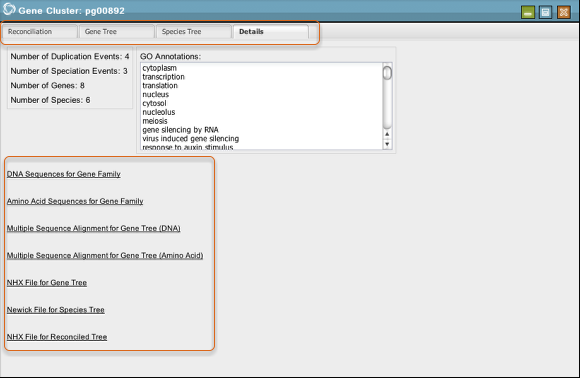 Gene Cluster: pg00892
Reconciliation Gene Tree Species Tree Details
Number of Duplication Events: 4
Number of Speciation Events: 3
Number of Genes: 8
Number of Species: 6
GO Annotations:
cytoplasm
transcription
translation
nucleus
cytosol
nucleolus
meiosis
gene silencing by RNA
virus induced gene silencing
response to auxin stimulus
DNA Sequences for Gene Family
Amino Acid Sequences for Gene Family
Multiple Sequence Alignment for Gene Tree (DNA)
Multiple Sequence Alignment for Gene Tree (Amino Acid)
NHX File for Gene Tree
Newick File for Species Tree
NHX File for Reconciled Tree